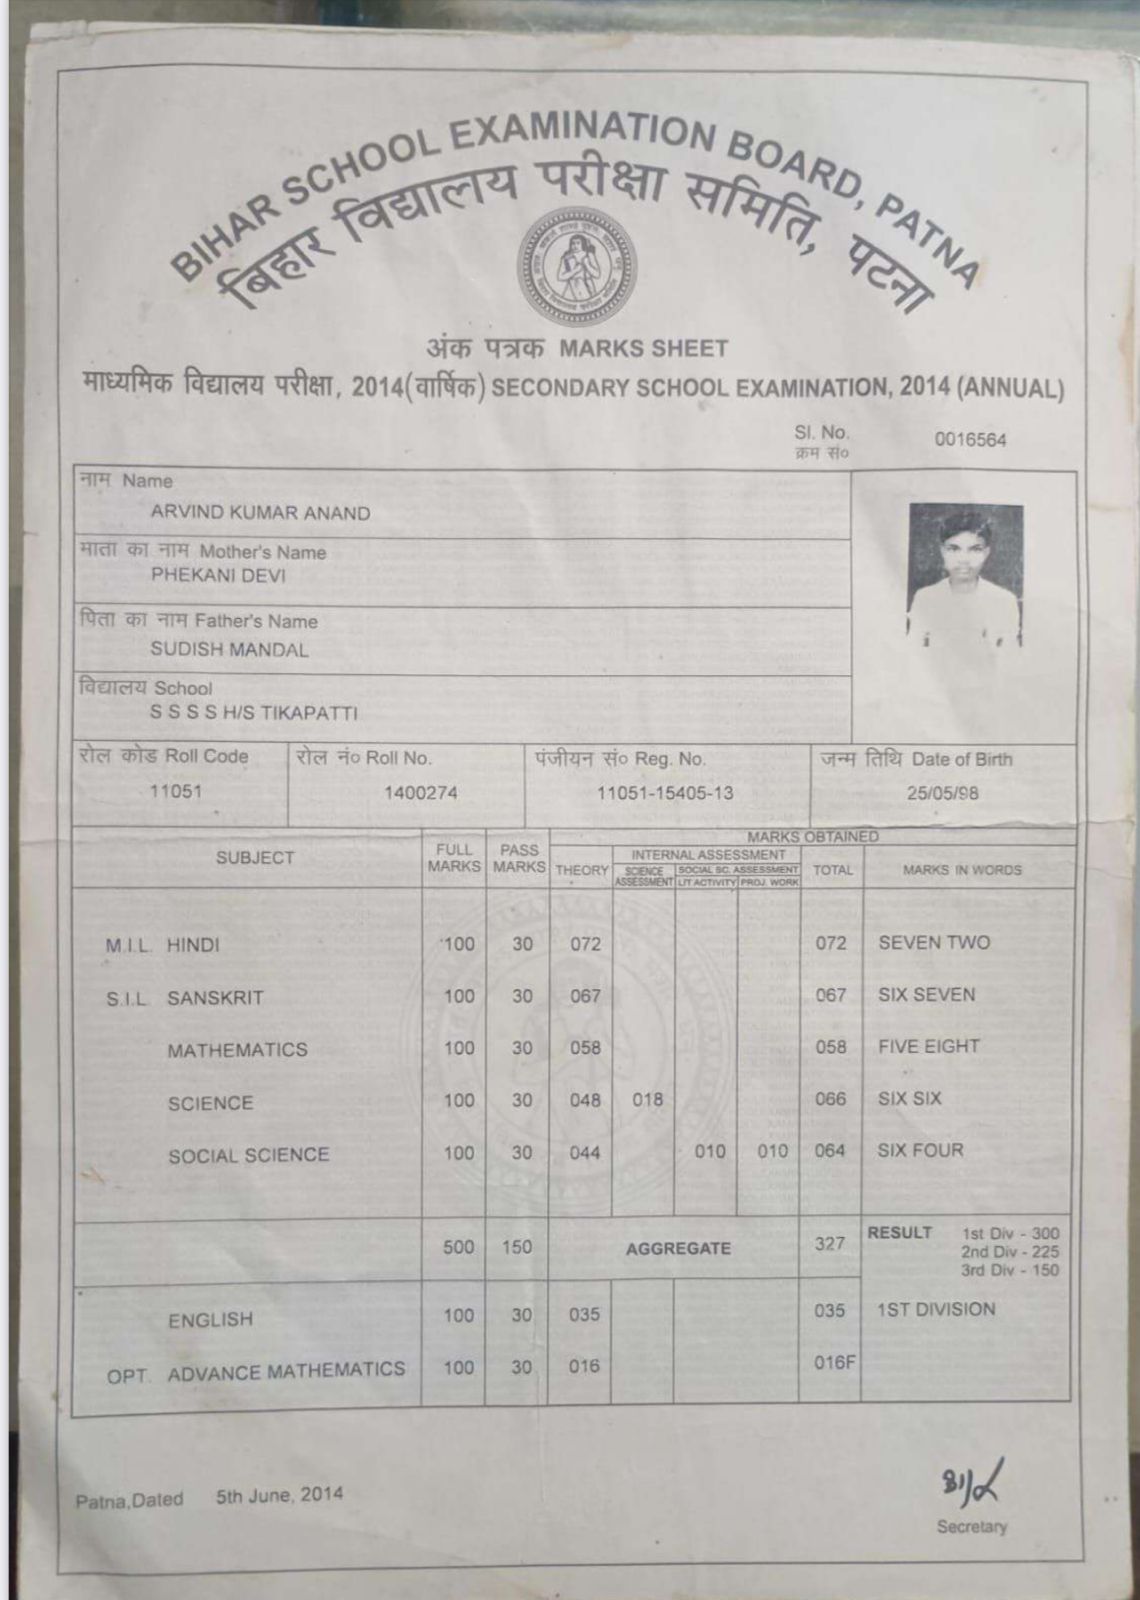 BIHAR SCHOOL EXAMINATION BOARD, PATNA
बिहार विद्यालय परीक्षा समिति, पटना
अंक पत्रक MARKS SHEET
माध्यमिक विद्यालय परीक्षा, 2014(वार्षिक) SECONDARY SCHOOL EXAMINATION, 2014 (ANNUAL)
Sl. No. 0016564
क्रम सं०
नाम Name
ARVIND KUMAR ANAND
माता का नाम Mother's Name
PHEKANI DEVI
पिता का नाम Father's Name
SUDISH MANDAL
विद्यालय School
S S S S H/S TIKAPATTI
रोल कोड Roll Code रोल नं० Roll No. पंजीयन सं० Reg. No. जन्म तिथि Date of Birth
11051 1400274 11051-15405-13 25/05/98
MARKS OBTAINED
SUBJECT FULL MARKS PASS MARKS THEORY INTERNAL ASSESSMENT TOTAL MARKS IN WORDS
SCIENCE ASSESSMENT SOCIAL SC. ASSESSMENT
LIT ACTIVITY PROJ. WORK
M.I.L. HINDI 100 30 072 072 SEVEN TWO
S.I.L. SANSKRIT 100 30 067 067 SIX SEVEN
MATHEMATICS 100 30 058 058 FIVE EIGHT
SCIENCE 100 30 048 018 066 SIX SIX
SOCIAL SCIENCE 100 30 044 010 010 064 SIX FOUR
500 150 AGGREGATE 327 RESULT 1st Div - 300
2nd Div - 225
3rd Div - 150
ENGLISH 100 30 035 035 1ST DIVISION
OPT. ADVANCE MATHEMATICS 100 30 016 016F
Patna,Dated 5th June, 2014
Secretary